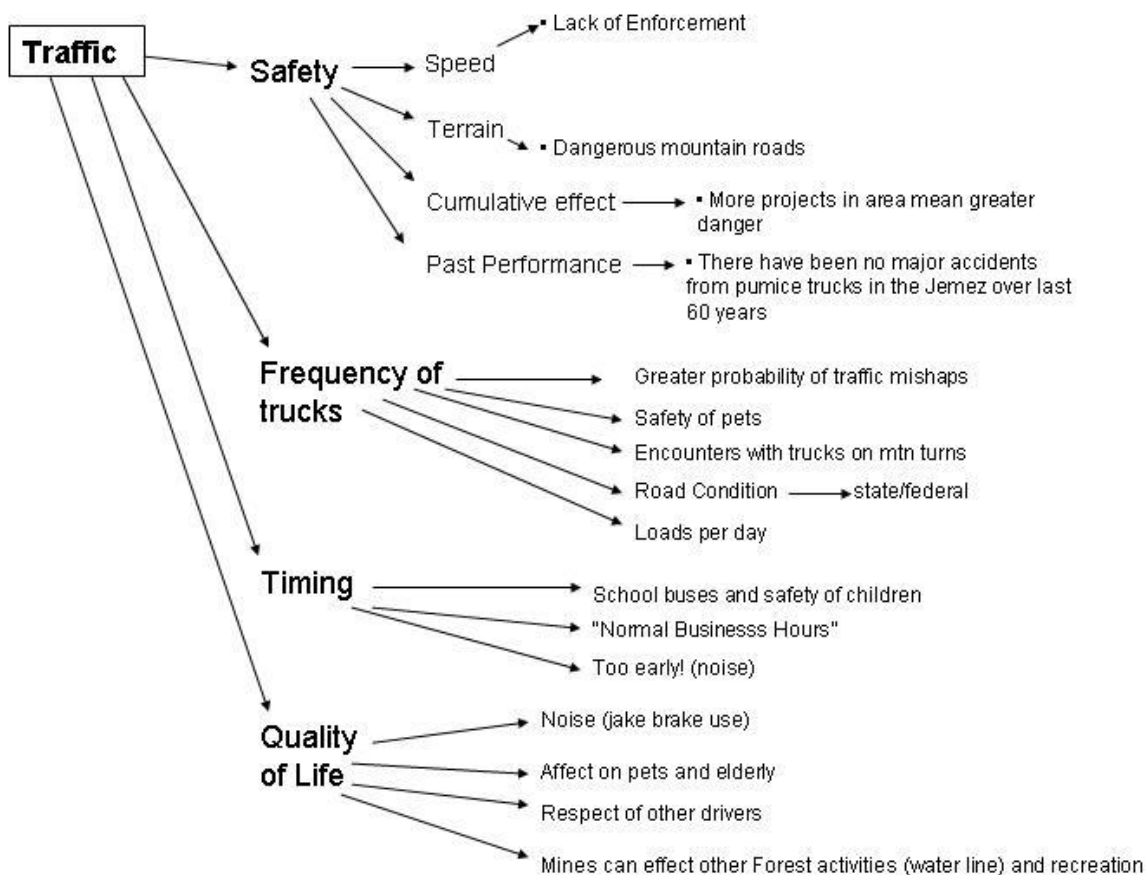 Traffic
Safety
Speed
▪ Lack of Enforcement
Terrain
▪ Dangerous mountain roads
Cumulative effect
▪ More projects in area mean greater
danger
Past Performance
▪ There have been no major accidents
from pumice trucks in the Jemez over last
60 years
Frequency of
trucks
Greater probability of traffic mishaps
Safety of pets
Encounters with trucks on mtn turns
Road Condition
state/federal
Loads per day
Timing
School buses and safety of children
"Normal Businesss Hours"
Too early! (noise)
Quality
of Life
Noise (jake brake use)
Affect on pets and elderly
Respect of other drivers
Mines can effect other Forest activities (water line) and recreation